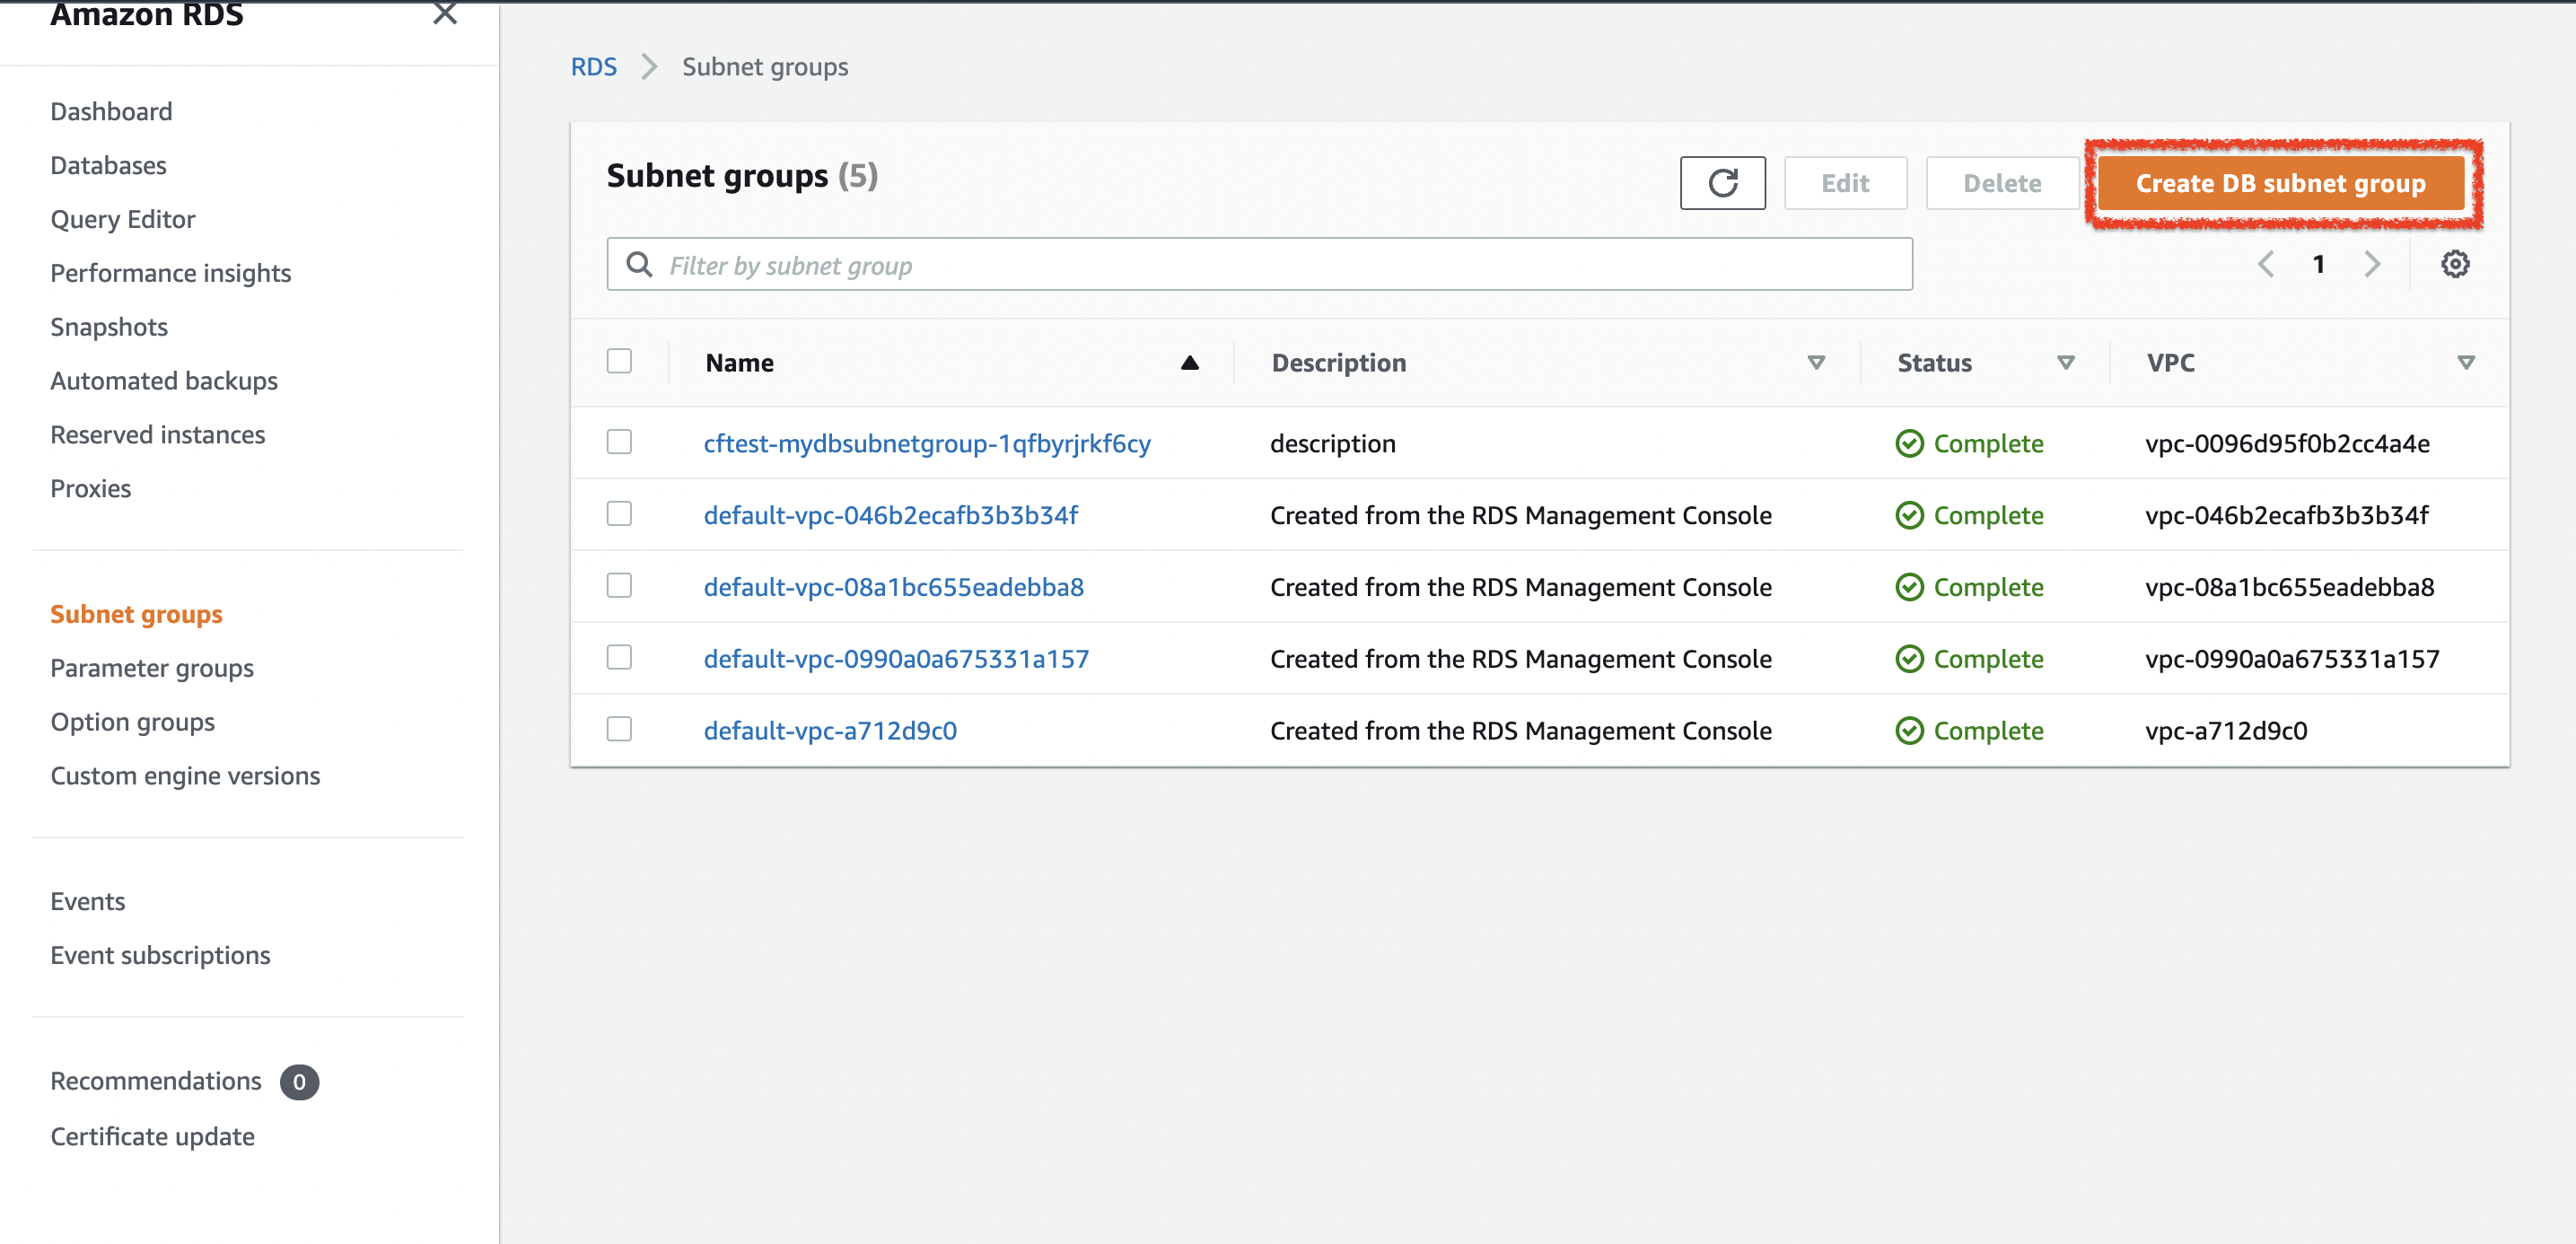 Amazon RDS
Dashboard
Databases
Query Editor
Performance insights
Snapshots
Automated backups
Reserved instances
Proxies
Subnet groups
Parameter groups
Option groups
Custom engine versions
Events
Event subscriptions
Recommendations 0
Certificate update
RDS Subnet groups
Subnet groups (5) Edit Delete Create DB subnet group
Filter by subnet group 1
Name Description Status VPC
cftest-mydbsubnetgroup-1qfbyrjrkf6cy description Complete vpc-0096d95f0b2cc4a4e
default-vpc-046b2ecafb3b3b34f Created from the RDS Management Console Complete vpc-046b2ecafb3b3b34f
default-vpc-08a1bc655eadebba8 Created from the RDS Management Console Complete vpc-08a1bc655eadebba8
default-vpc-0990a0a675331a157 Created from the RDS Management Console Complete vpc-0990a0a675331a157
default-vpc-a712d9c0 Created from the RDS Management Console Complete vpc-a712d9c0